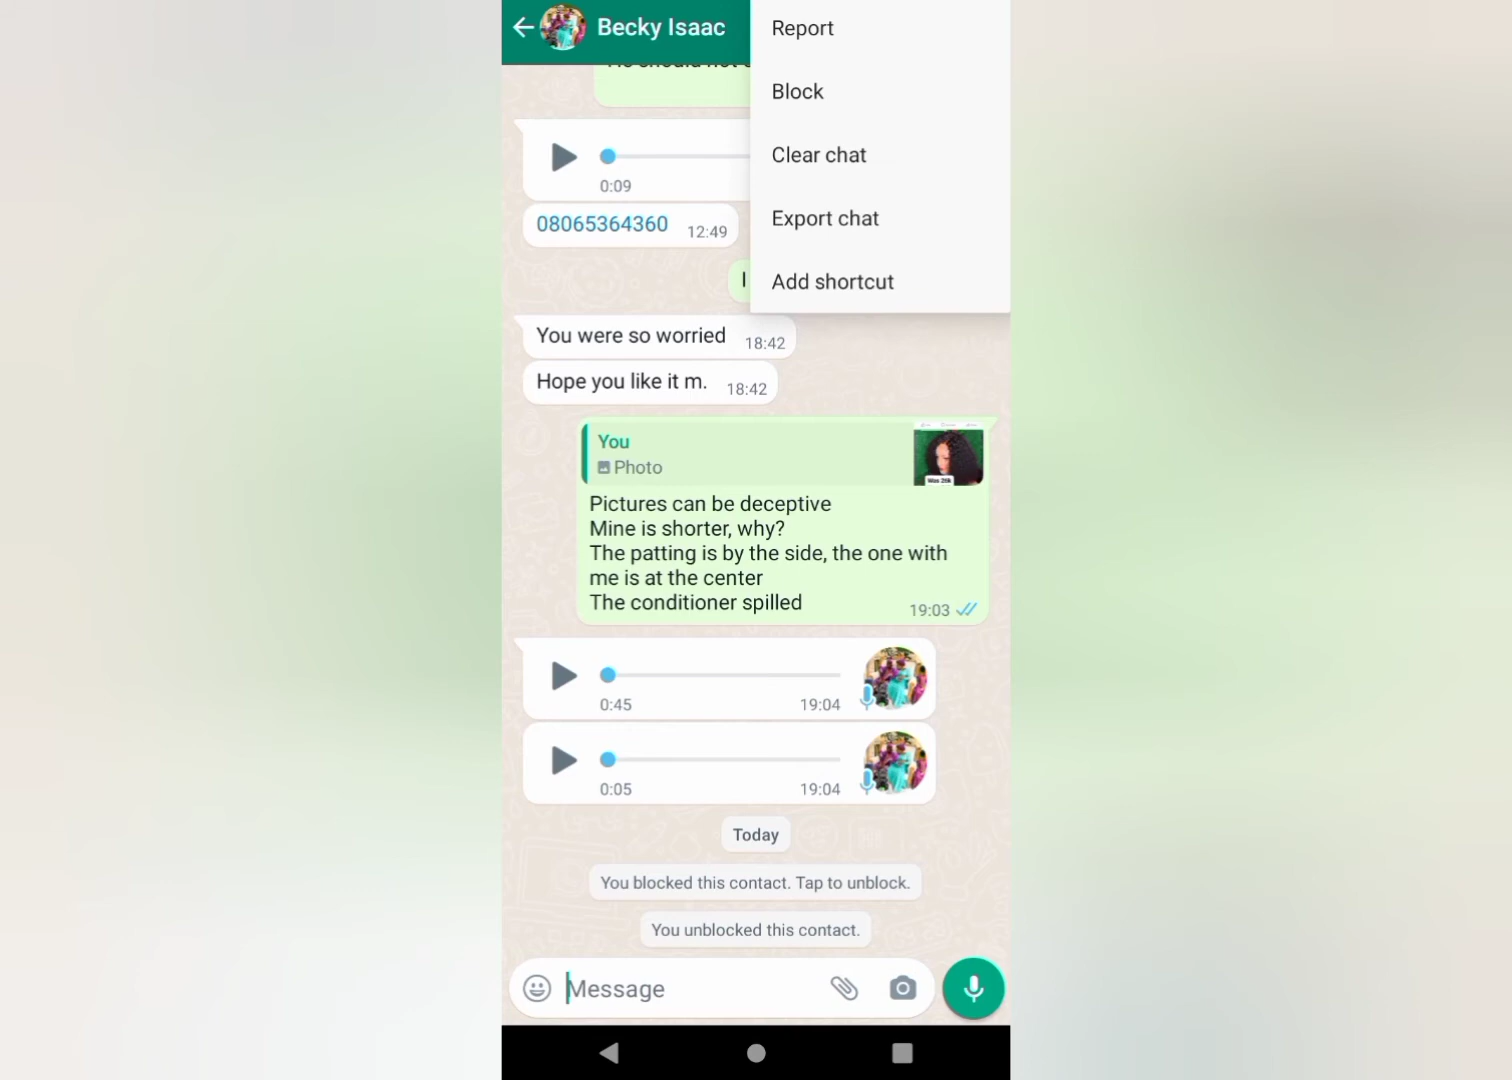 Becky Isaac
Report
Block
Clear chat
Export chat
Add shortcut
0:09
08065364360 12:49
I
You were so worried 18:42
Hope you like it m. 18:42
You
Photo
Pictures can be deceptive
Mine is shorter, why?
The patting is by the side, the one with
me is at the center
The conditioner spilled 19:03
0:45 19:04
0:05 19:04
Today
You blocked this contact. Tap to unblock.
You unblocked this contact.
Message